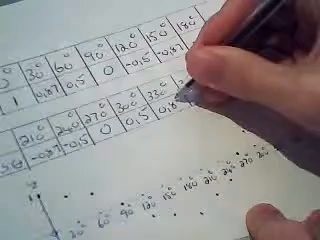 0° 30° 60° 90° 120° 150° 180°
1 0,87 0,5 0 -0,5 -0,87
210° 240° 270° 300° 330°
-0,87 -0,5 0 0,5 0,8
30° 60° 90° 120° 150° 180° 210° 240° 270° 300°